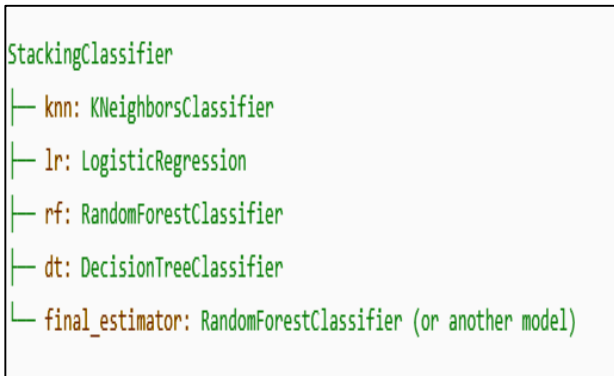 StackingClassifier
├── knn: KNeighborsClassifier
├── lr: LogisticRegression
├── rf: RandomForestClassifier
├── dt: DecisionTreeClassifier
└── final_estimator: RandomForestClassifier (or another model)